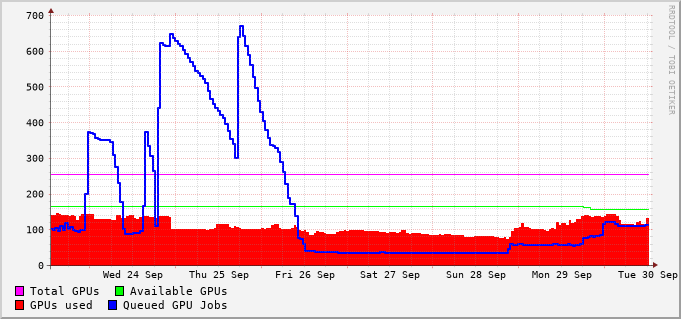 700
600
500
400
300
200
100
0
Wed 24 Sep Thu 25 Sep Fri 26 Sep Sat 27 Sep Sun 28 Sep Mon 29 Sep Tue 30 Sep
Total GPUs Available GPUs
GPUs used Queued GPU Jobs
RRDTOOL / TOBI OETIKER